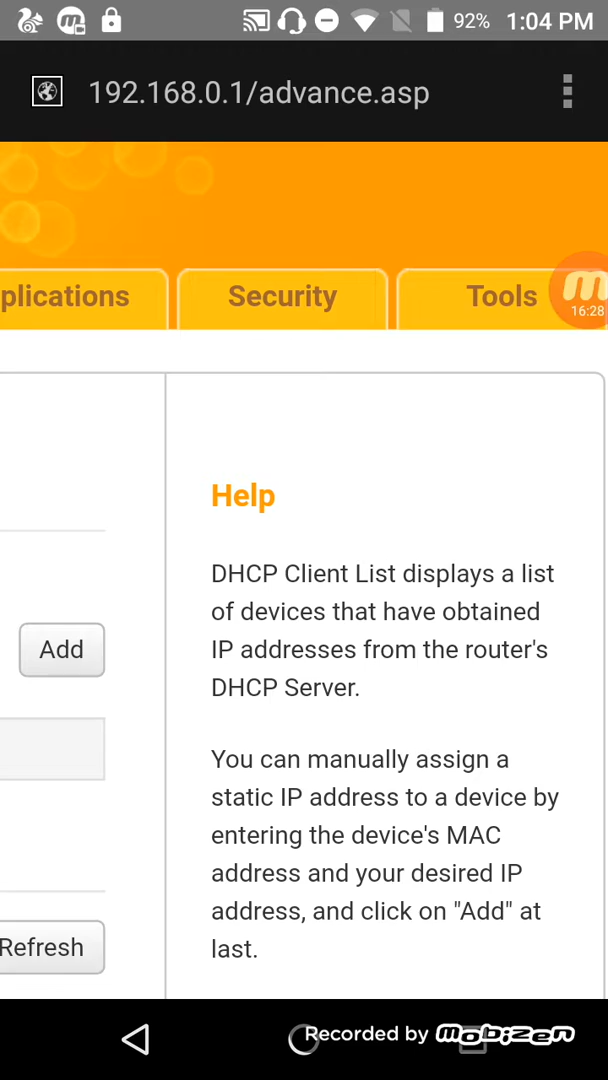 92% 1:04 PM
192.168.0.1/advance.asp
plications
Security
Tools
m
16:28
Help
DHCP Client List displays a list
of devices that have obtained
IP addresses from the router's
DHCP Server.
Add
You can manually assign a
static IP address to a device by
entering the device's MAC
address and your desired IP
address, and click on "Add" at
last.
Refresh
Recorded by mobizen